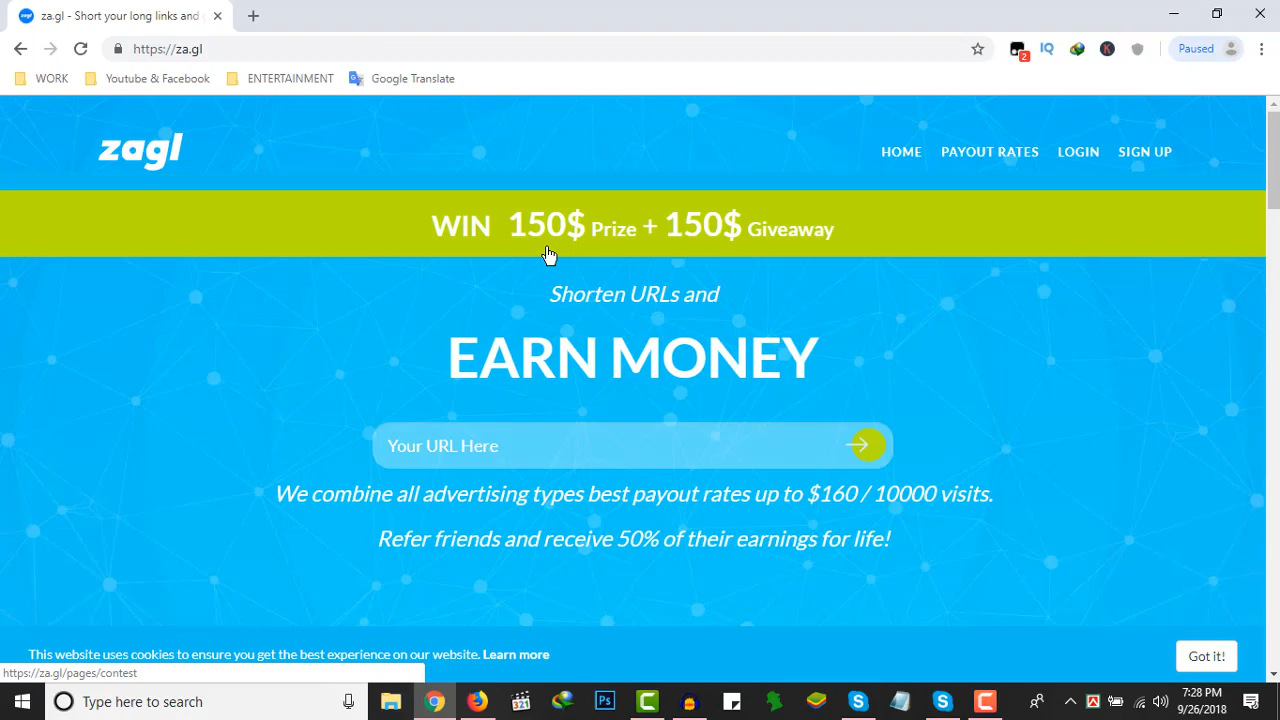 za.gl - Short your long links and
https://za.gl
2
IQ
K
Paused
WORK
Youtube & Facebook
ENTERTAINMENT
Google Translate
zagl
HOME
PAYOUT RATES
LOGIN
SIGN UP
WIN 150$ Prize + 150$ Giveaway
Shorten URLs and
EARN MONEY
Your URL Here
We combine all advertising types best payout rates up to $160 / 10000 visits.
Refer friends and receive 50% of their earnings for life!
This website uses cookies to ensure you get the best experience on our website. Learn more
Got it!
https://za.gl/pages/contest
Type here to search
321
Ps
7:28 PM
9/26/2018